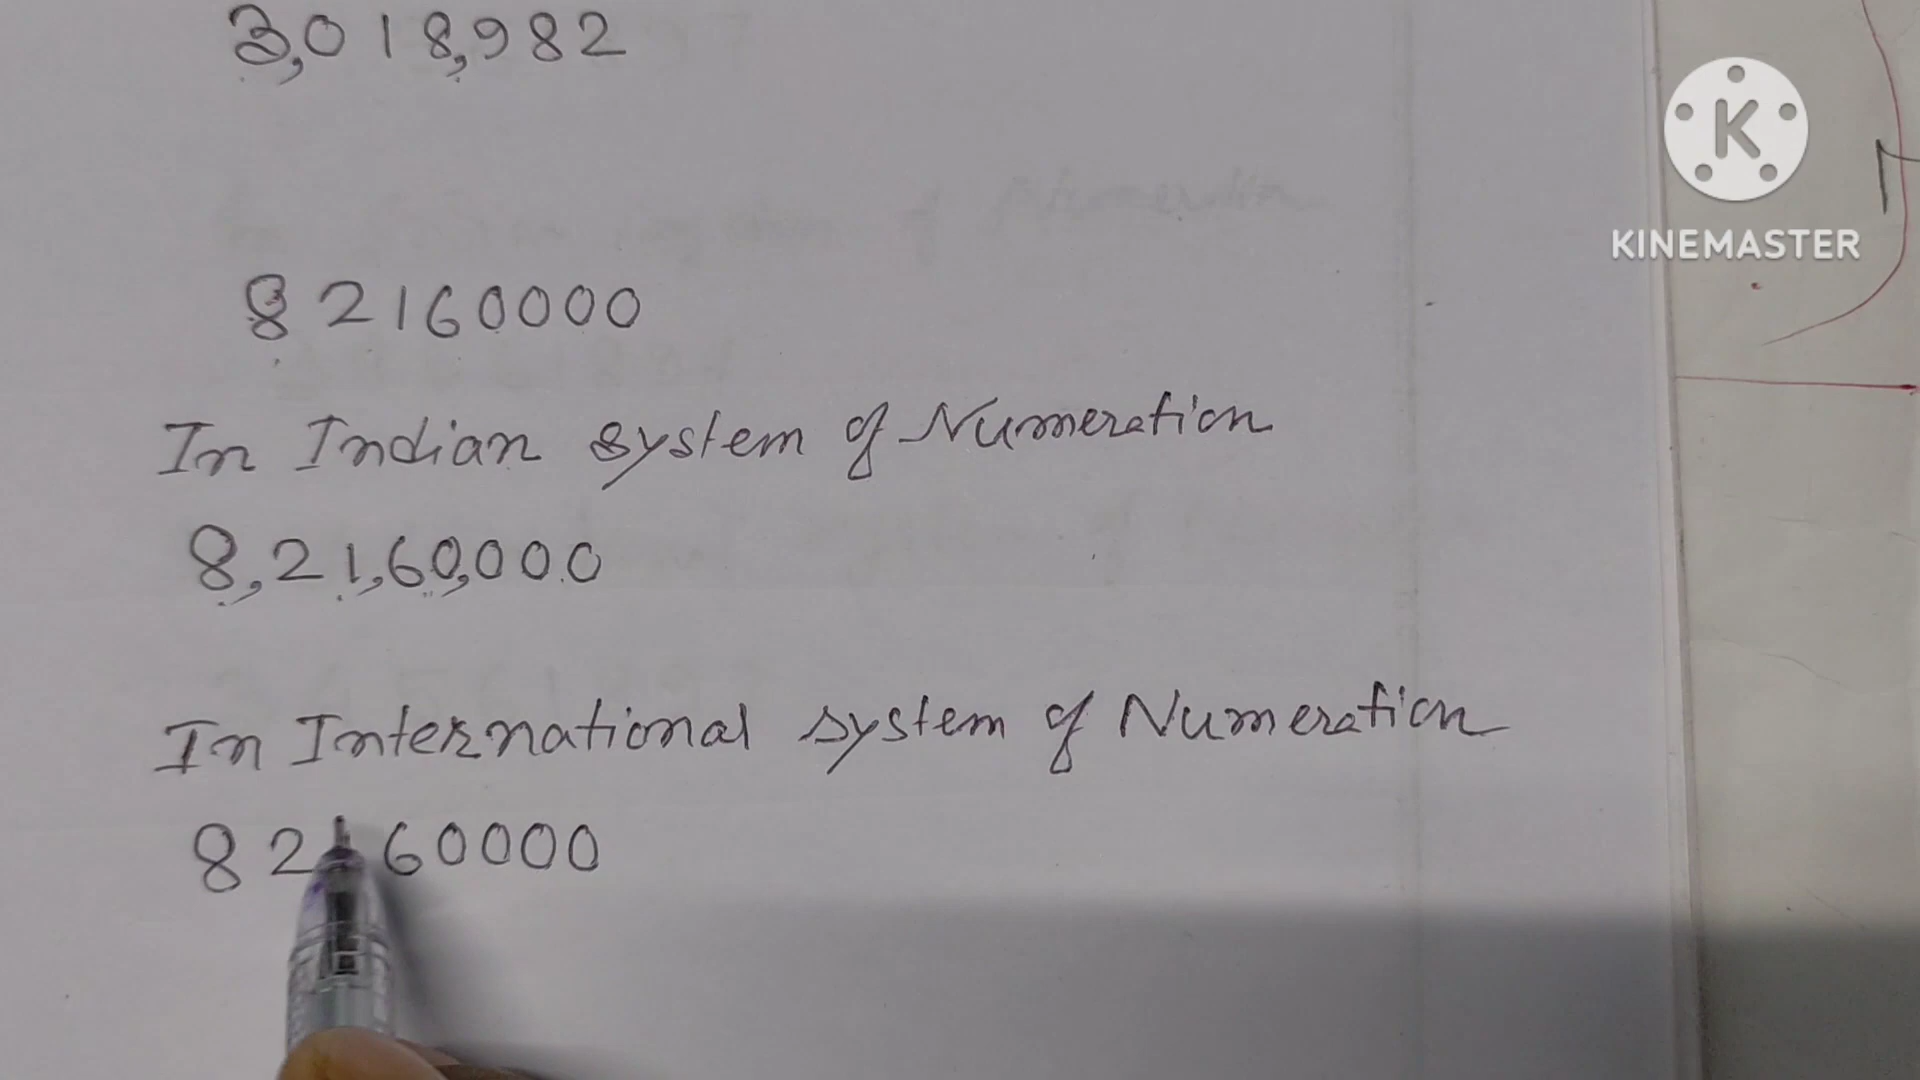 3,018,982
K
KINEMASTER
82160000
In Indian system of Numeration
8,21,60,000
In International system of Numeration
82160000